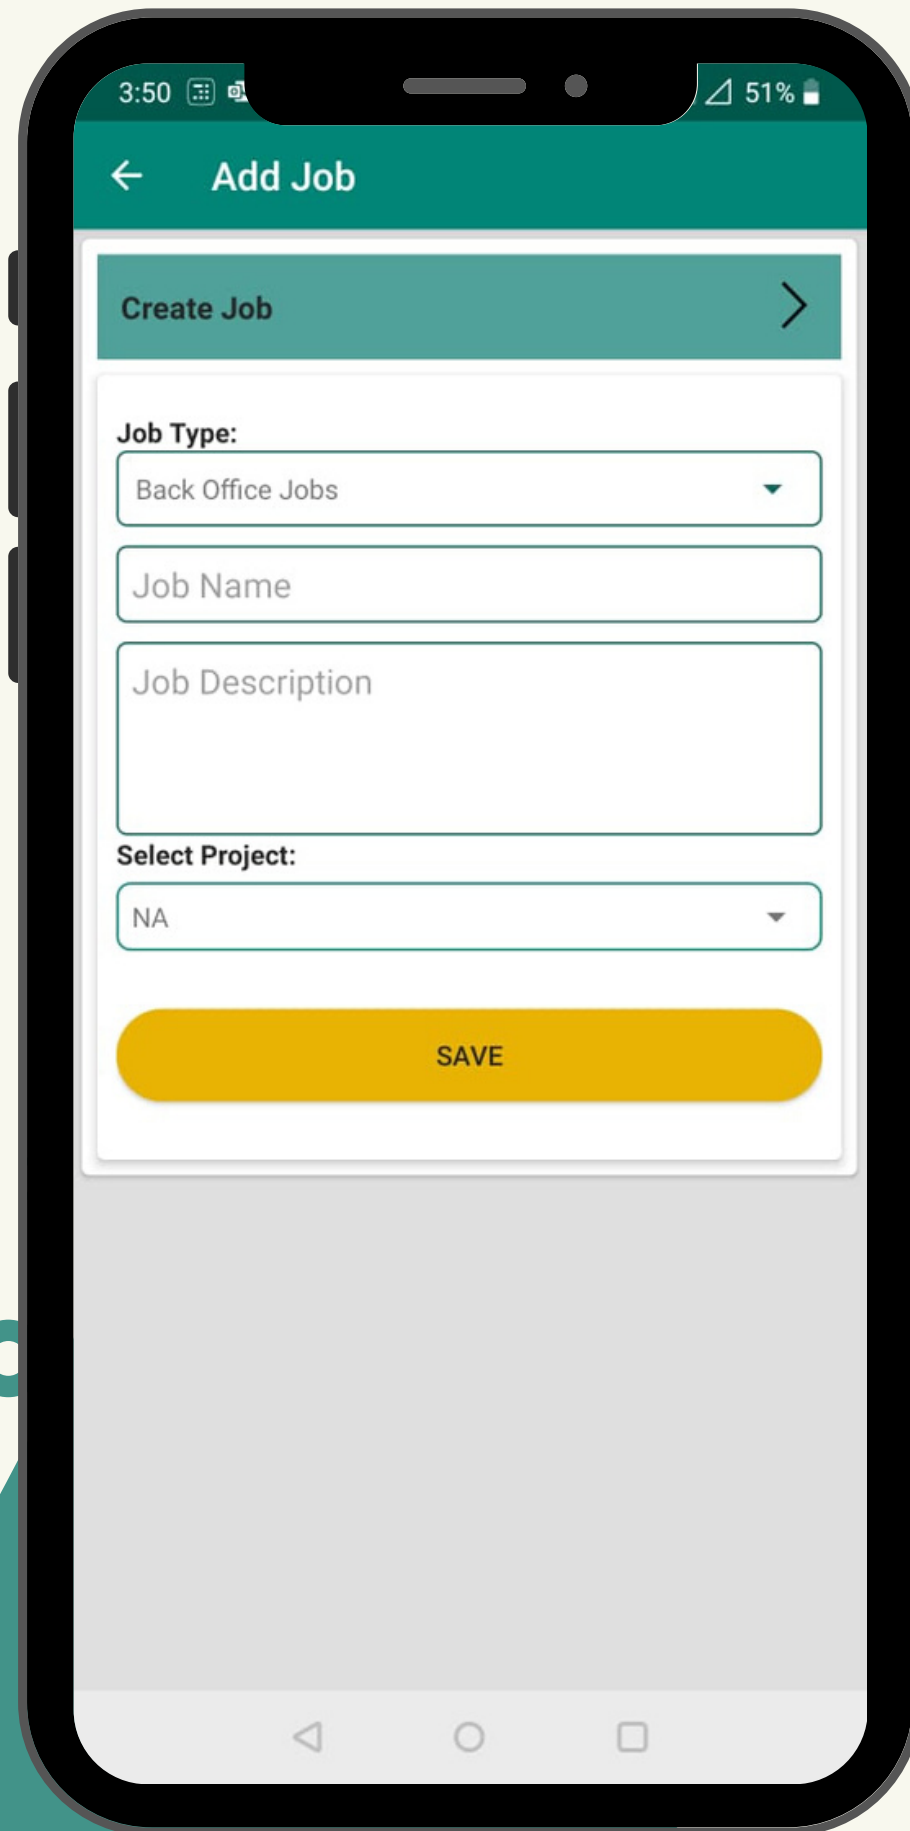 3:50
51%
Add Job
Create Job
Job Type:
Back Office Jobs
Job Name
Job Description
Select Project:
NA
SAVE